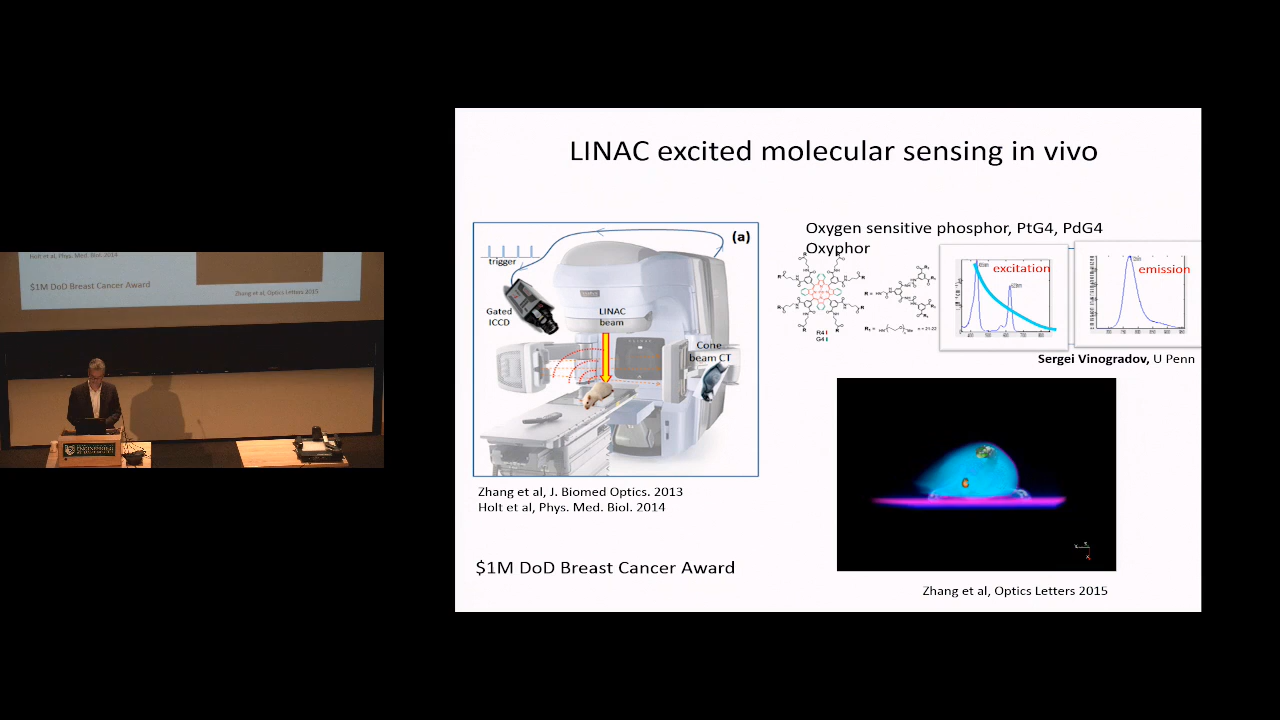 LINAC excited molecular sensing in vivo
(a)
trigger
Gated
ICCD
LINAC
beam
Cone
beam CT
Zhang et al, J. Biomed Optics. 2013
Holt et al, Phys. Med. Biol. 2014
$1M DoD Breast Cancer Award
Oxygen sensitive phosphor, PtG4, PdG4
Oxyphor
R4
G4
excitation
emission
Sergei Vinogradov, U Penn
Zhang et al, Optics Letters 2015
Holt et al, Phys. Med. Biol. 2014
$1M DoD Breast Cancer Award
Zhang et al, Optics Letters 2015
ENGINEERING